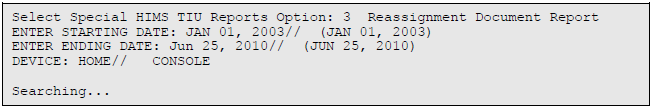 Select Special HIMS TIU Reports Option: 3  Reassignment Document Report
ENTER STARTING DATE: JAN 01, 2003//  (JAN 01, 2003)
ENTER ENDING DATE: Jun 25, 2010//  (JUN 25, 2010)
DEVICE: HOME//   CONSOLE
Searching...